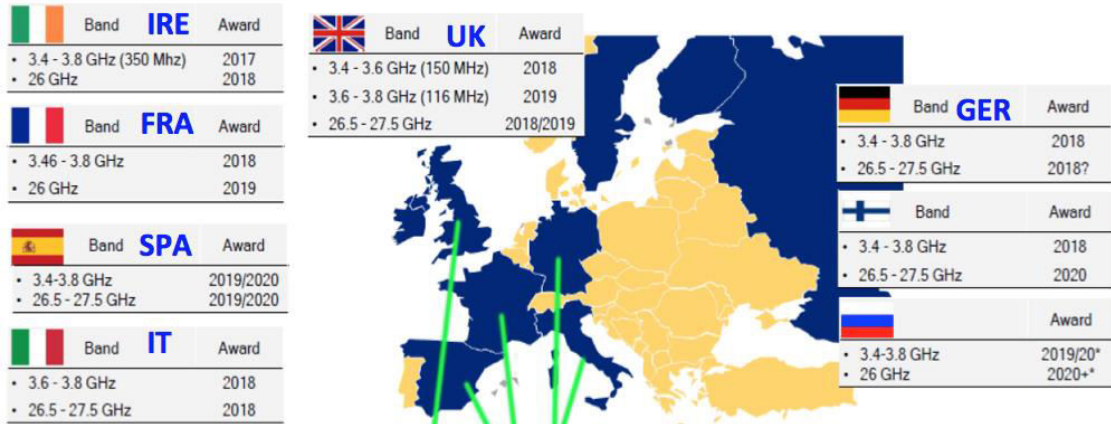 Band IRE Award
• 3.4 - 3.8 GHz (350 Mhz) 2017
• 26 GHz 2018
Band FRA Award
• 3.46 - 3.8 GHz 2018
• 26 GHz 2019
Band SPA Award
• 3.4-3.8 GHz 2019/2020
• 26.5 - 27.5 GHz 2019/2020
Band IT Award
• 3.6 - 3.8 GHz 2018
• 26.5 - 27.5 GHz 2018
Band UK Award
• 3.4 - 3.6 GHz (150 MHz) 2018
• 3.6 - 3.8 GHz (116 MHz) 2019
• 26.5 - 27.5 GHz 2018/2019
Band GER Award
• 3.4 - 3.8 GHz 2018
• 26.5 - 27.5 GHz 2018?
Band Award
• 3.4 - 3.8 GHz 2018
• 26.5 - 27.5 GHz 2020
Award
• 3.4-3.8 GHz 2019/20*
• 26 GHz 2020+*